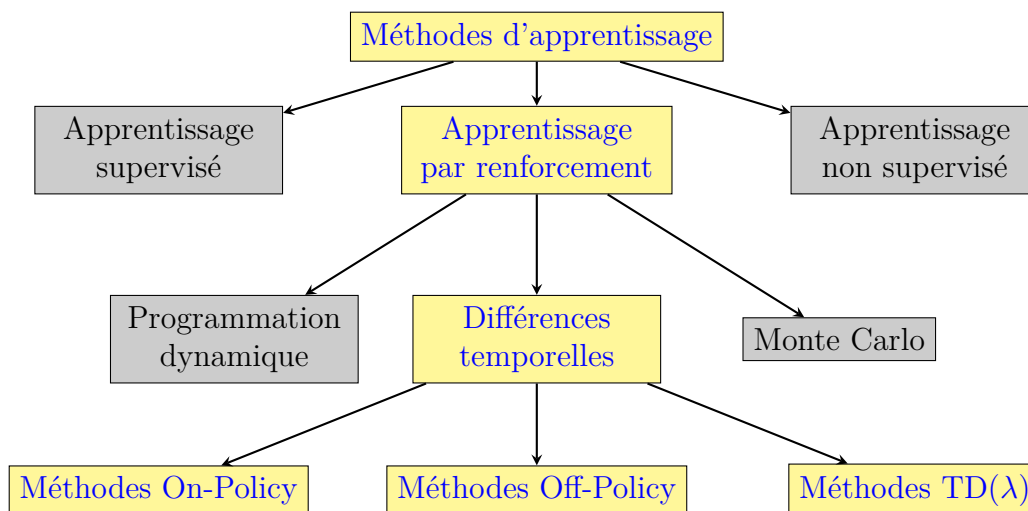 Méthodes d'apprentissage
Apprentissage
supervisé
Apprentissage
par renforcement
Apprentissage
non supervisé
Programmation
dynamique
Différences
temporelles
Monte Carlo
Méthodes On-Policy
Méthodes Off-Policy
Méthodes TD(λ)